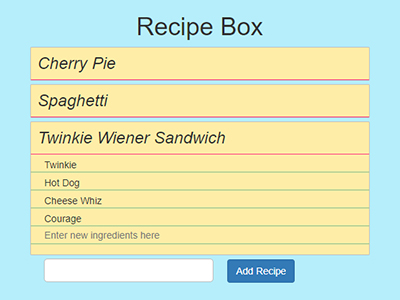 Recipe Box
Cherry Pie
Spaghetti
Twinkie Wiener Sandwich
Twinkie
Hot Dog
Cheese Whiz
Courage
Enter new ingredients here
Add Recipe